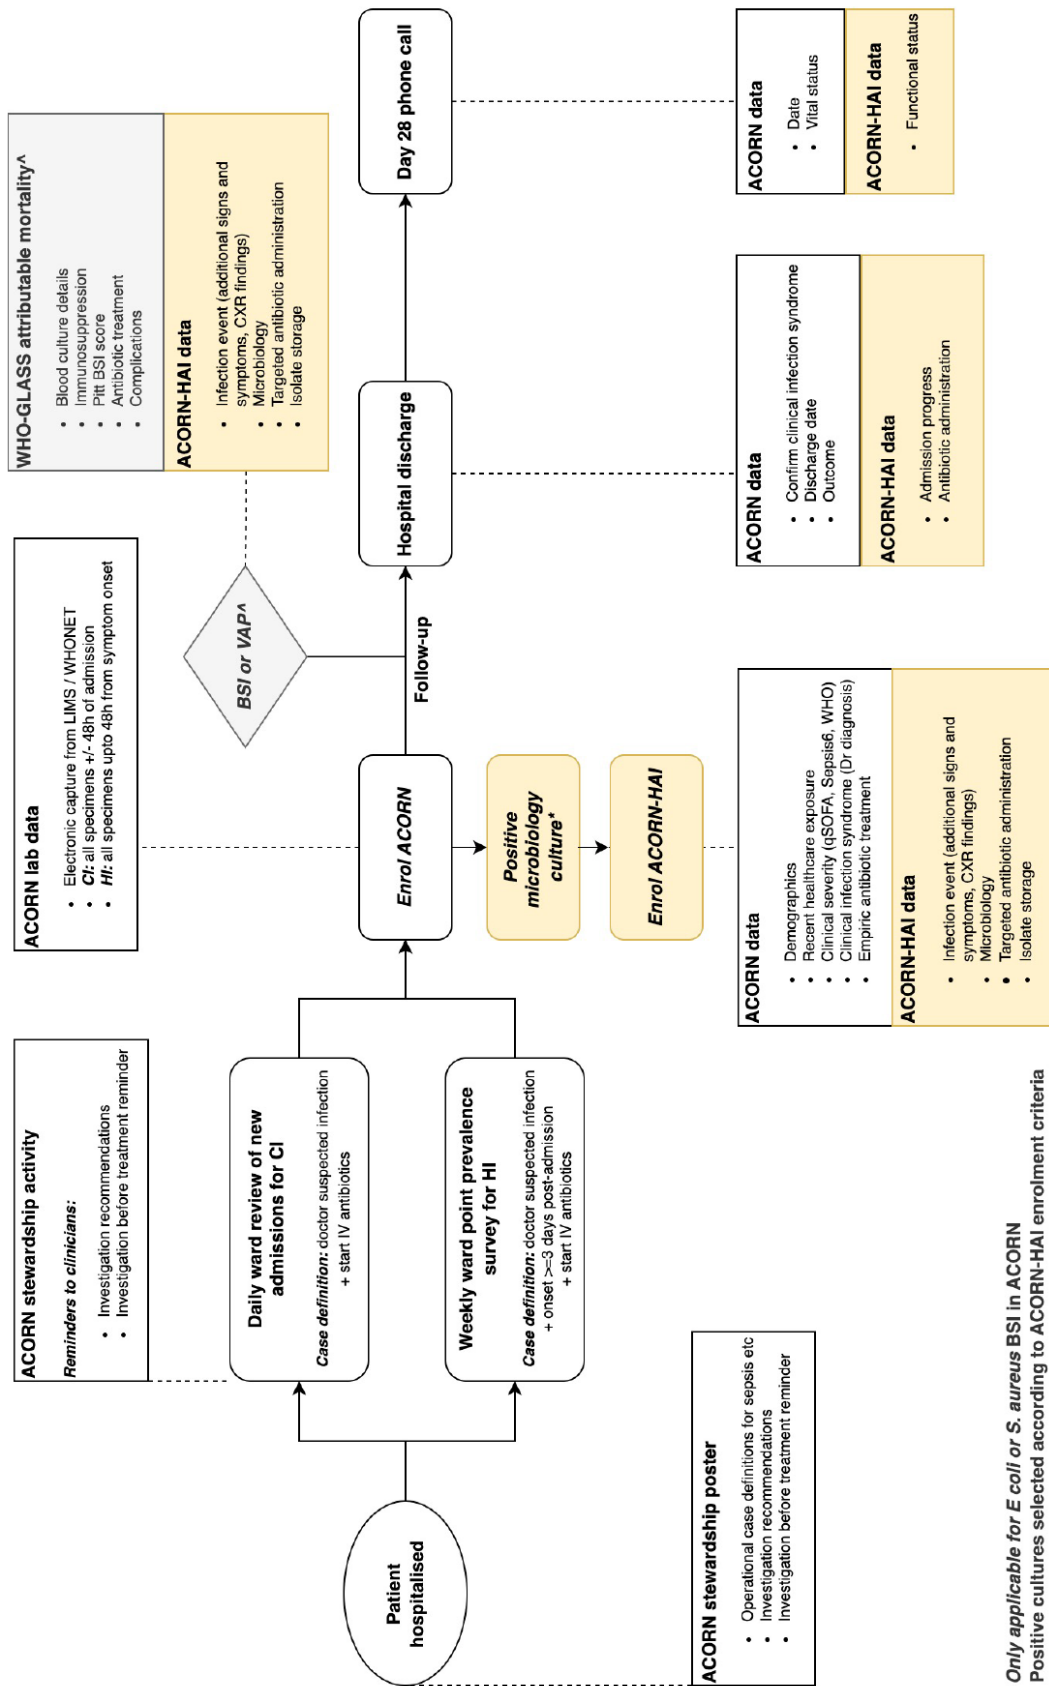 ACORN stewardship activity
Reminders to clinicians:
• Investigation recommendations
• Investigation before treatment reminder
ACORN lab data
• Electronic capture from LIMS / WHONET
• CI: all specimens +/- 48h of admission
• HI: all specimens upto 48h from symptom onset
WHO-GLASS attributable mortality^
• Blood culture details
• Immunosuppression
• Pitt BSI score
• Antibiotic treatment
• Complications
ACORN-HAI data
• Infection event (additional signs and
symptoms, CXR findings)
• Microbiology
• Targeted antibiotic administration
• Isolate storage
BSI or VAP^
Patient
hospitalised
Daily ward review of new
admissions for CI
Case definition: doctor suspected infection
+ start IV antibiotics
Weekly ward point prevalence
survey for HI
Case definition: doctor suspected infection
+ onset >=3 days post-admission
+ start IV antibiotics
Enrol ACORN
Follow-up
Hospital discharge
Day 28 phone call
Positive
microbiology
culture*
Enrol ACORN-HAI
ACORN stewardship poster
• Operational case definitions for sepsis etc
• Investigation recommendations
• Investigation before treatment reminder
ACORN data
• Demographics
• Recent healthcare exposure
• Clinical severity (qSOFA, Sepsis6, WHO)
• Clinical infection syndrome (Dr diagnosis)
• Empiric antibiotic treatment
ACORN-HAI data
• Infection event (additional signs and
symptoms, CXR findings)
• Microbiology
• Targeted antibiotic administration
• Isolate storage
ACORN data
• Confirm clinical infection syndrome
• Discharge date
• Outcome
ACORN-HAI data
• Admission progress
• Antibiotic administration
ACORN data
• Date
• Vital status
ACORN-HAI data
• Functional status
Only applicable for E coli or S. aureus BSI in ACORN
Positive cultures selected according to ACORN-HAI enrolment criteria